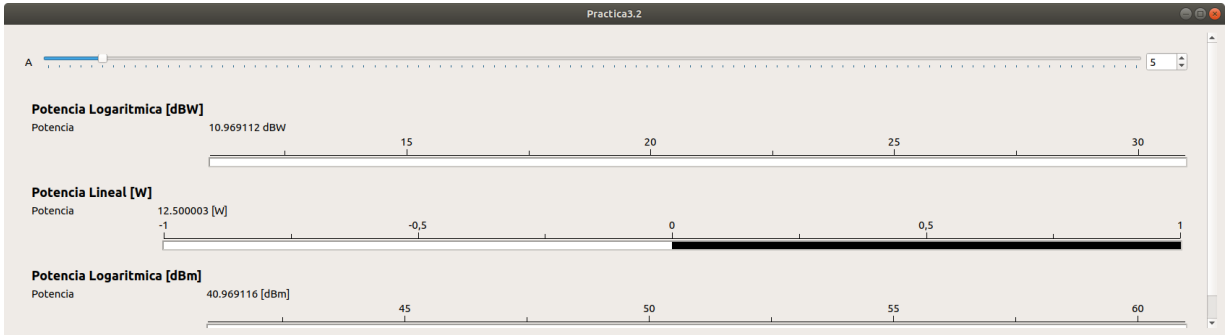 Practica3.2
A 5
Potencia Logaritmica [dBW]
Potencia 10.969112 dBW
15 20 25 30
Potencia Lineal [W]
Potencia 12.500003 [W]
-1 -0,5 0 0,5 1
Potencia Logaritmica [dBm]
Potencia 40.969116 [dBm]
45 50 55 60